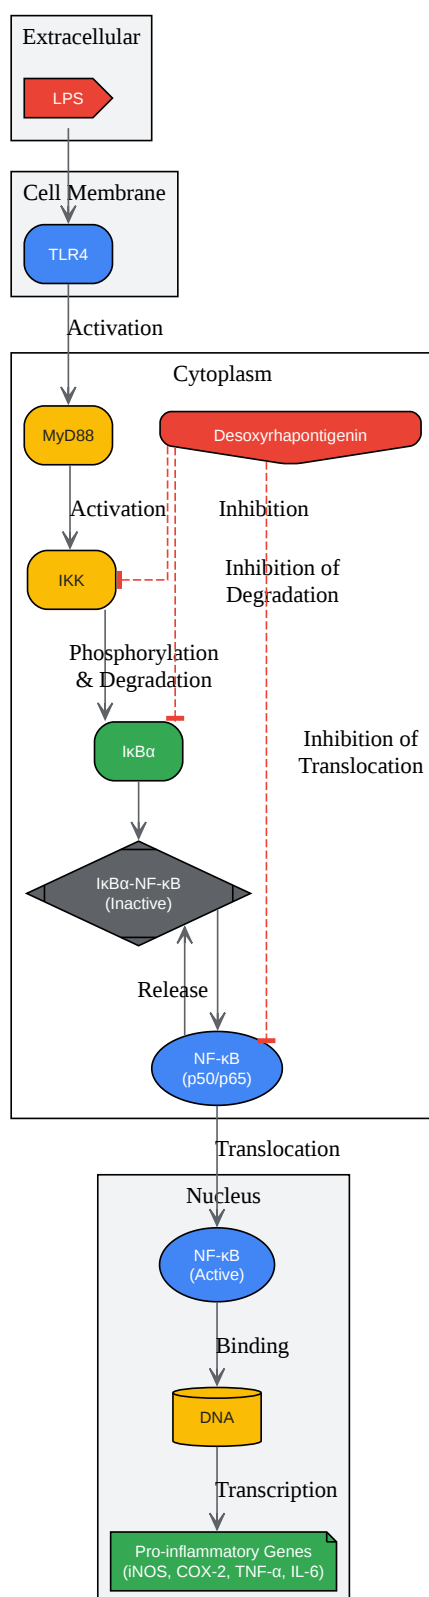 Extracellular
LPS
Cell Membrane
TLR4
Activation
Cytoplasm
MyD88
Desoxyrhapontigenin
Activation
Inhibition
IKK
Inhibition of
Degradation
Phosphorylation
& Degradation
IκBα
Inhibition of
Translocation
IκBα-NF-κB
(Inactive)
Release
NF-κB
(p50/p65)
Translocation
Nucleus
NF-κB
(Active)
Binding
DNA
Transcription
Pro-inflammatory Genes
(iNOS, COX-2, TNF-α, IL-6)